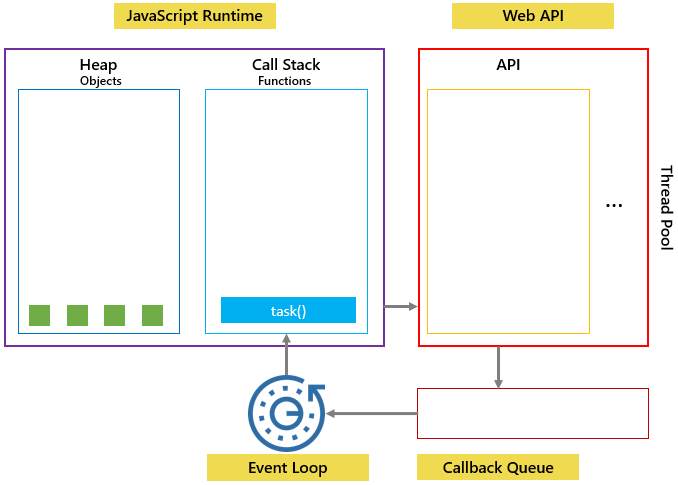 JavaScript Runtime
Web API
Heap
Objects
Call Stack
Functions
API
...
Thread Pool
task()
Event Loop
Callback Queue